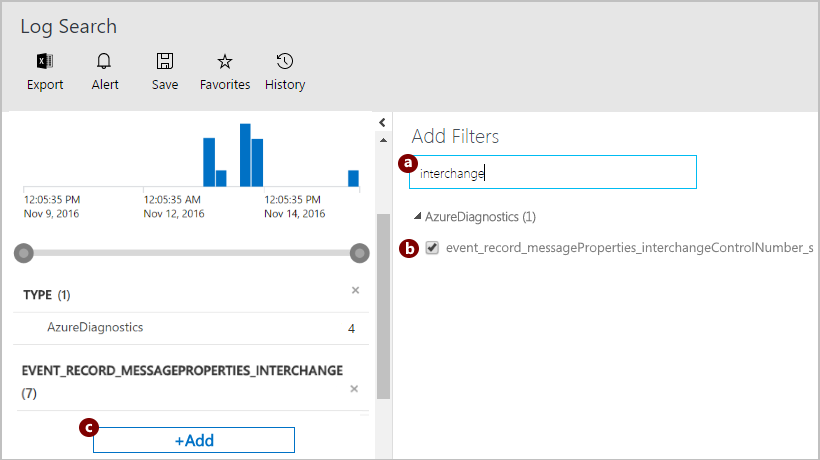 Log Search
Export Alert Save Favorites History
12:05:35 PM 12:05:35 AM 12:05:35 PM
Nov 9, 2016 Nov 12, 2016 Nov 14, 2016
TYPE (1)
AzureDiagnostics 4
EVENT_RECORD_MESSAGEPROPERTIES_INTERCHANGE
(7)
c
+Add
Add Filters
a
interchange
AzureDiagnostics (1)
b event_record_messageProperties_interchangeControlNumber_s